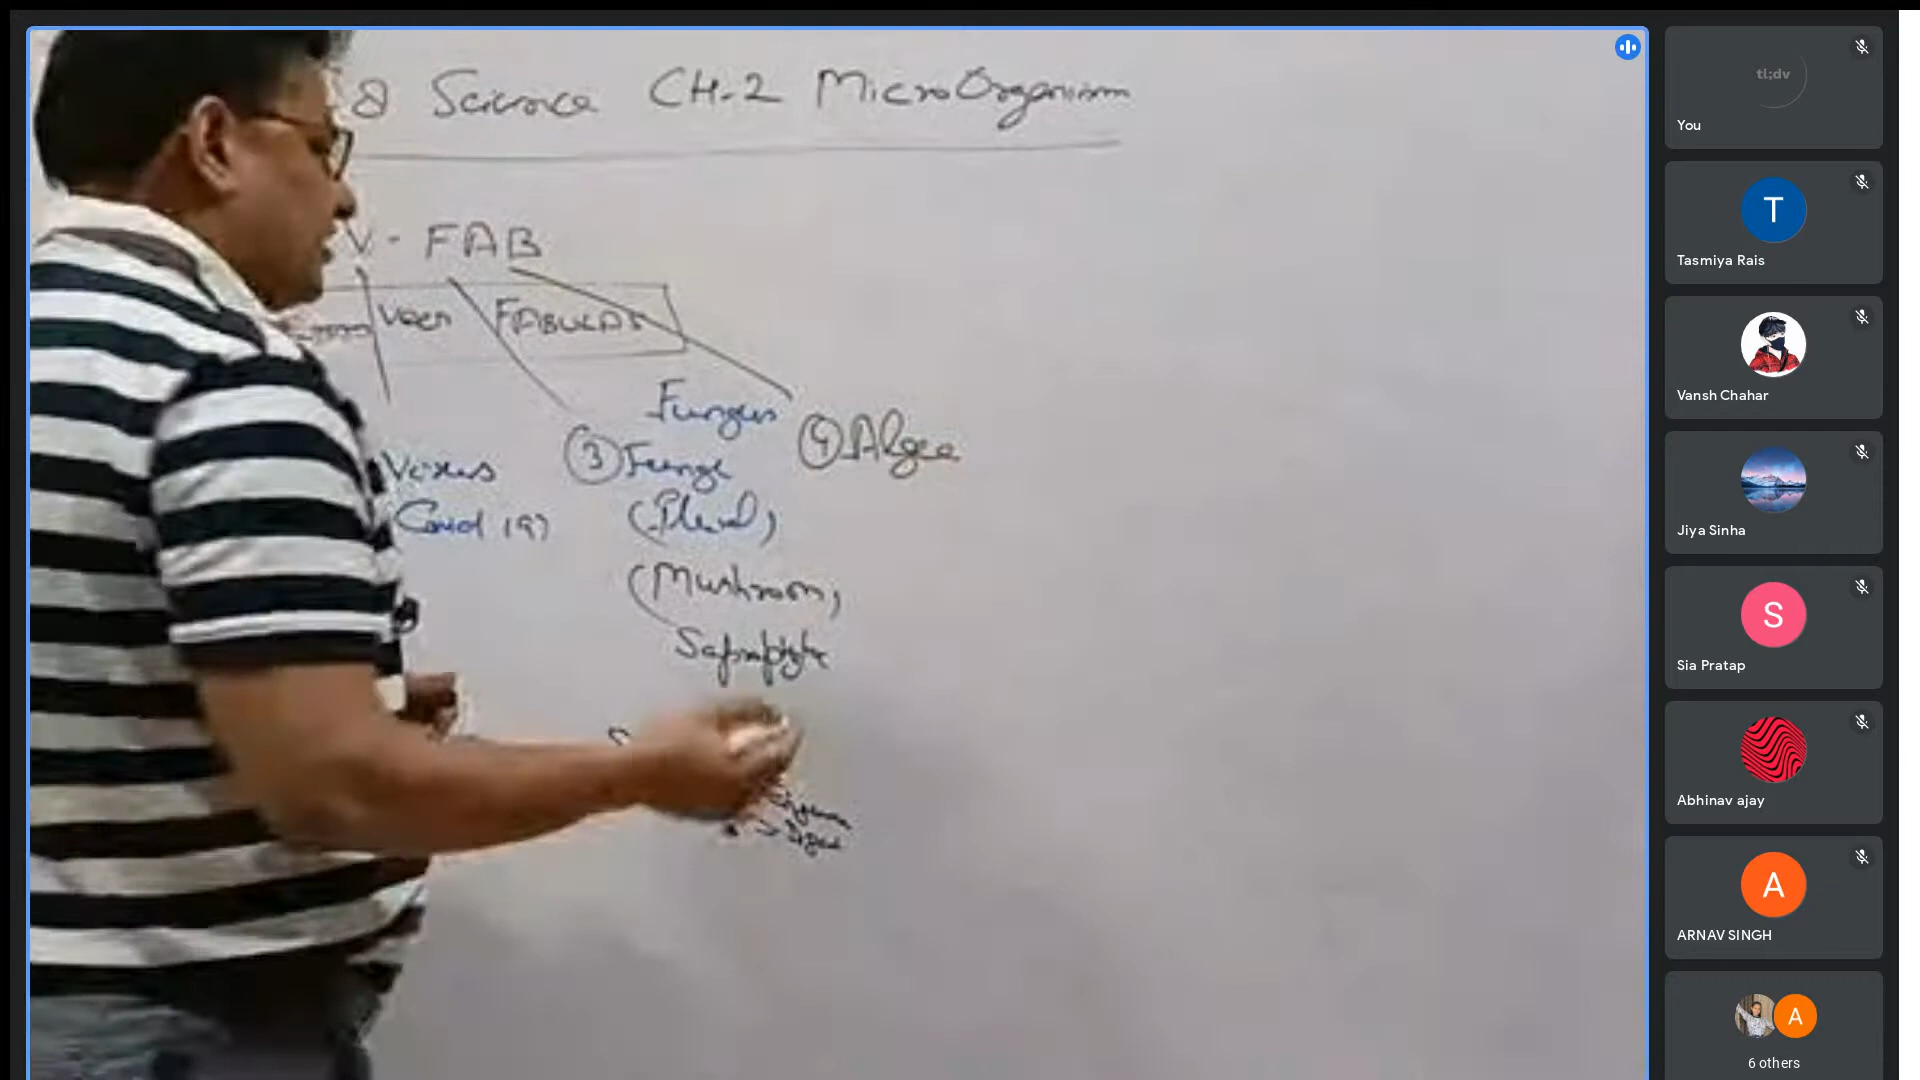 8 Science CH-2 MicroOrganism
V - FAB
Veer FABULAS
Fungus
④ Algae
Virus
③ Fungi
Covid 19)
(Plural)
(Mushroom,
tl;dv
You
T
Tasmiya Rais
Vansh Chahar
Jiya Sinha
S
Sia Pratap
Abhinav ajay
A
ARNAV SINGH
A
6 others